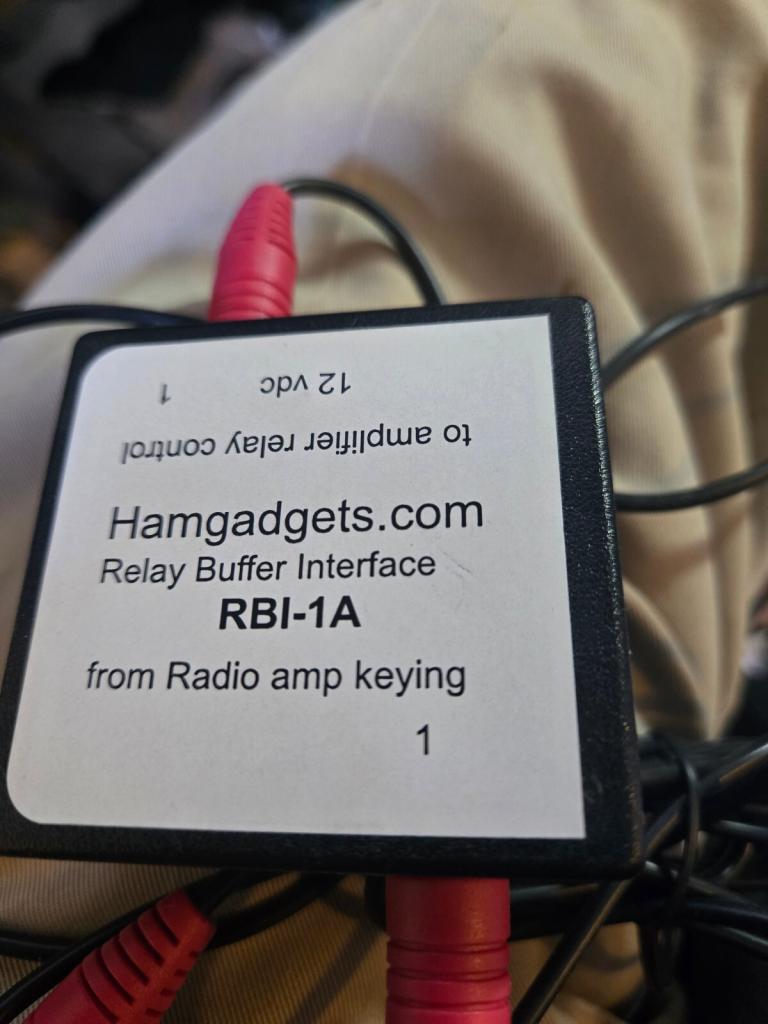 12 vdc 1
to amplifier relay control
Hamgadgets.com
Relay Buffer Interface
RBI-1A
from Radio amp keying
1